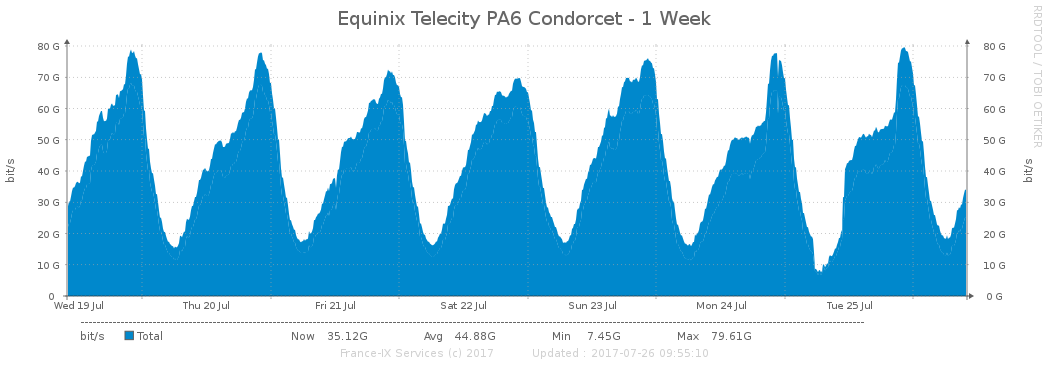 Equinix Telecity PA6 Condorcet - 1 Week
RRDTOOL / TOBI OETIKER
bit/s
bit/s
80 G 80 G
70 G 70 G
60 G 60 G
50 G 50 G
40 G 40 G
30 G 30 G
20 G 20 G
10 G 10 G
0 0 G
Wed 19 Jul Thu 20 Jul Fri 21 Jul Sat 22 Jul Sun 23 Jul Mon 24 Jul Tue 25 Jul
bit/s Total Now 35.12G Avg 44.88G Min 7.45G Max 79.61G
France-IX Services (c) 2017 Updated : 2017-07-26 09:55:10